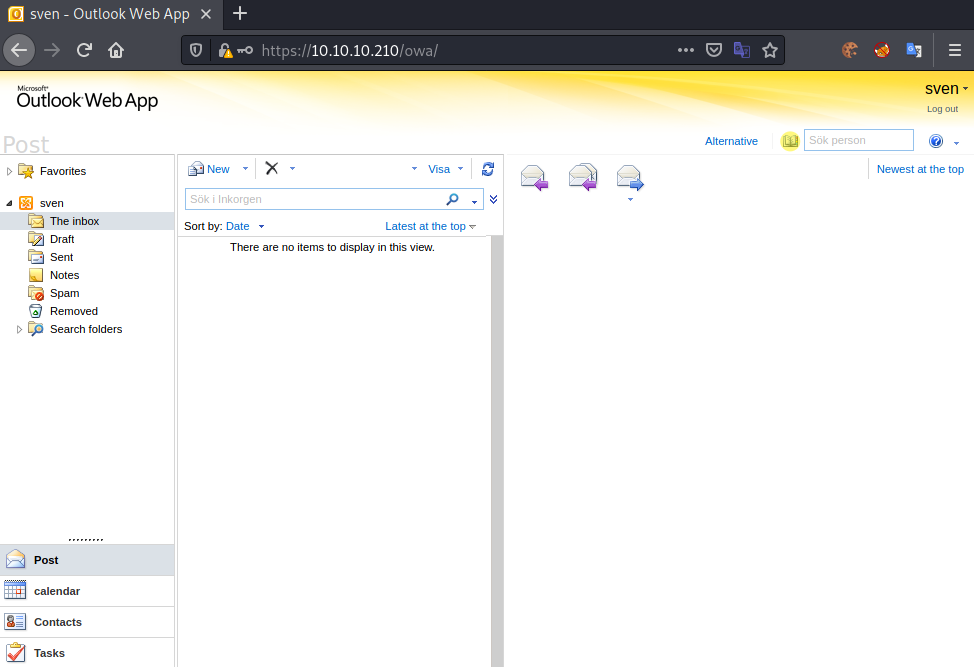 sven - Outlook Web App
https://10.10.10.210/owa/
Microsoft®
Outlook Web App
sven
Log out
Post
Alternative
Sök person
Favorites
sven
The inbox
Draft
Sent
Notes
Spam
Removed
Search folders
New
Visa
Sök i Inkorgen
Sort by: Date
Latest at the top
There are no items to display in this view.
Newest at the top
Post
calendar
Contacts
Tasks